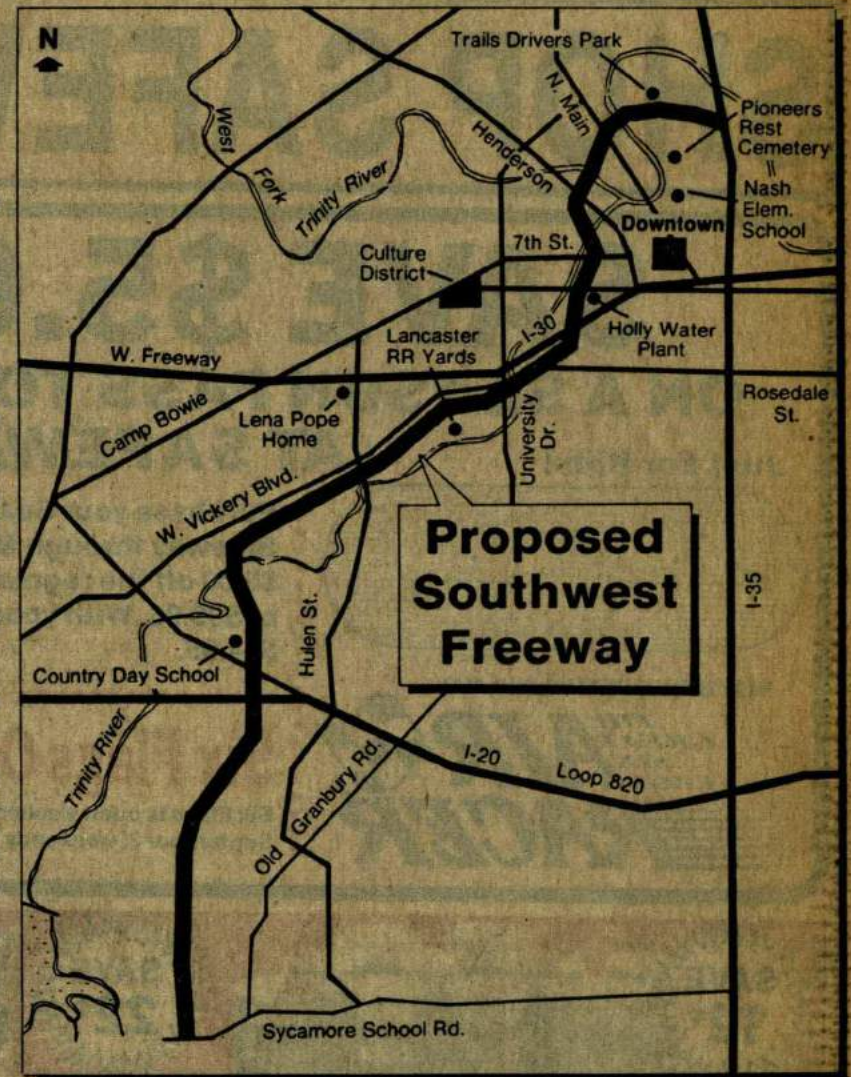 N
Trails Drivers Park
N. Main
Pioneers
Rest
Cemetery
West
Fork
Trinity River
Henderson
Nash
Elem.
School
7th St.
Downtown
Culture
District
I-30
Holly Water
Plant
Lancaster
RR Yards
W. Freeway
Camp Bowie
Lena Pope
Home
University
Dr.
Rosedale
St.
W. Vickery Blvd.
Proposed
Southwest
Freeway
Hulen St.
I-35
Country Day School
Trinity River
I-20
Loop 820
Old Granbury Rd.
Sycamore School Rd.